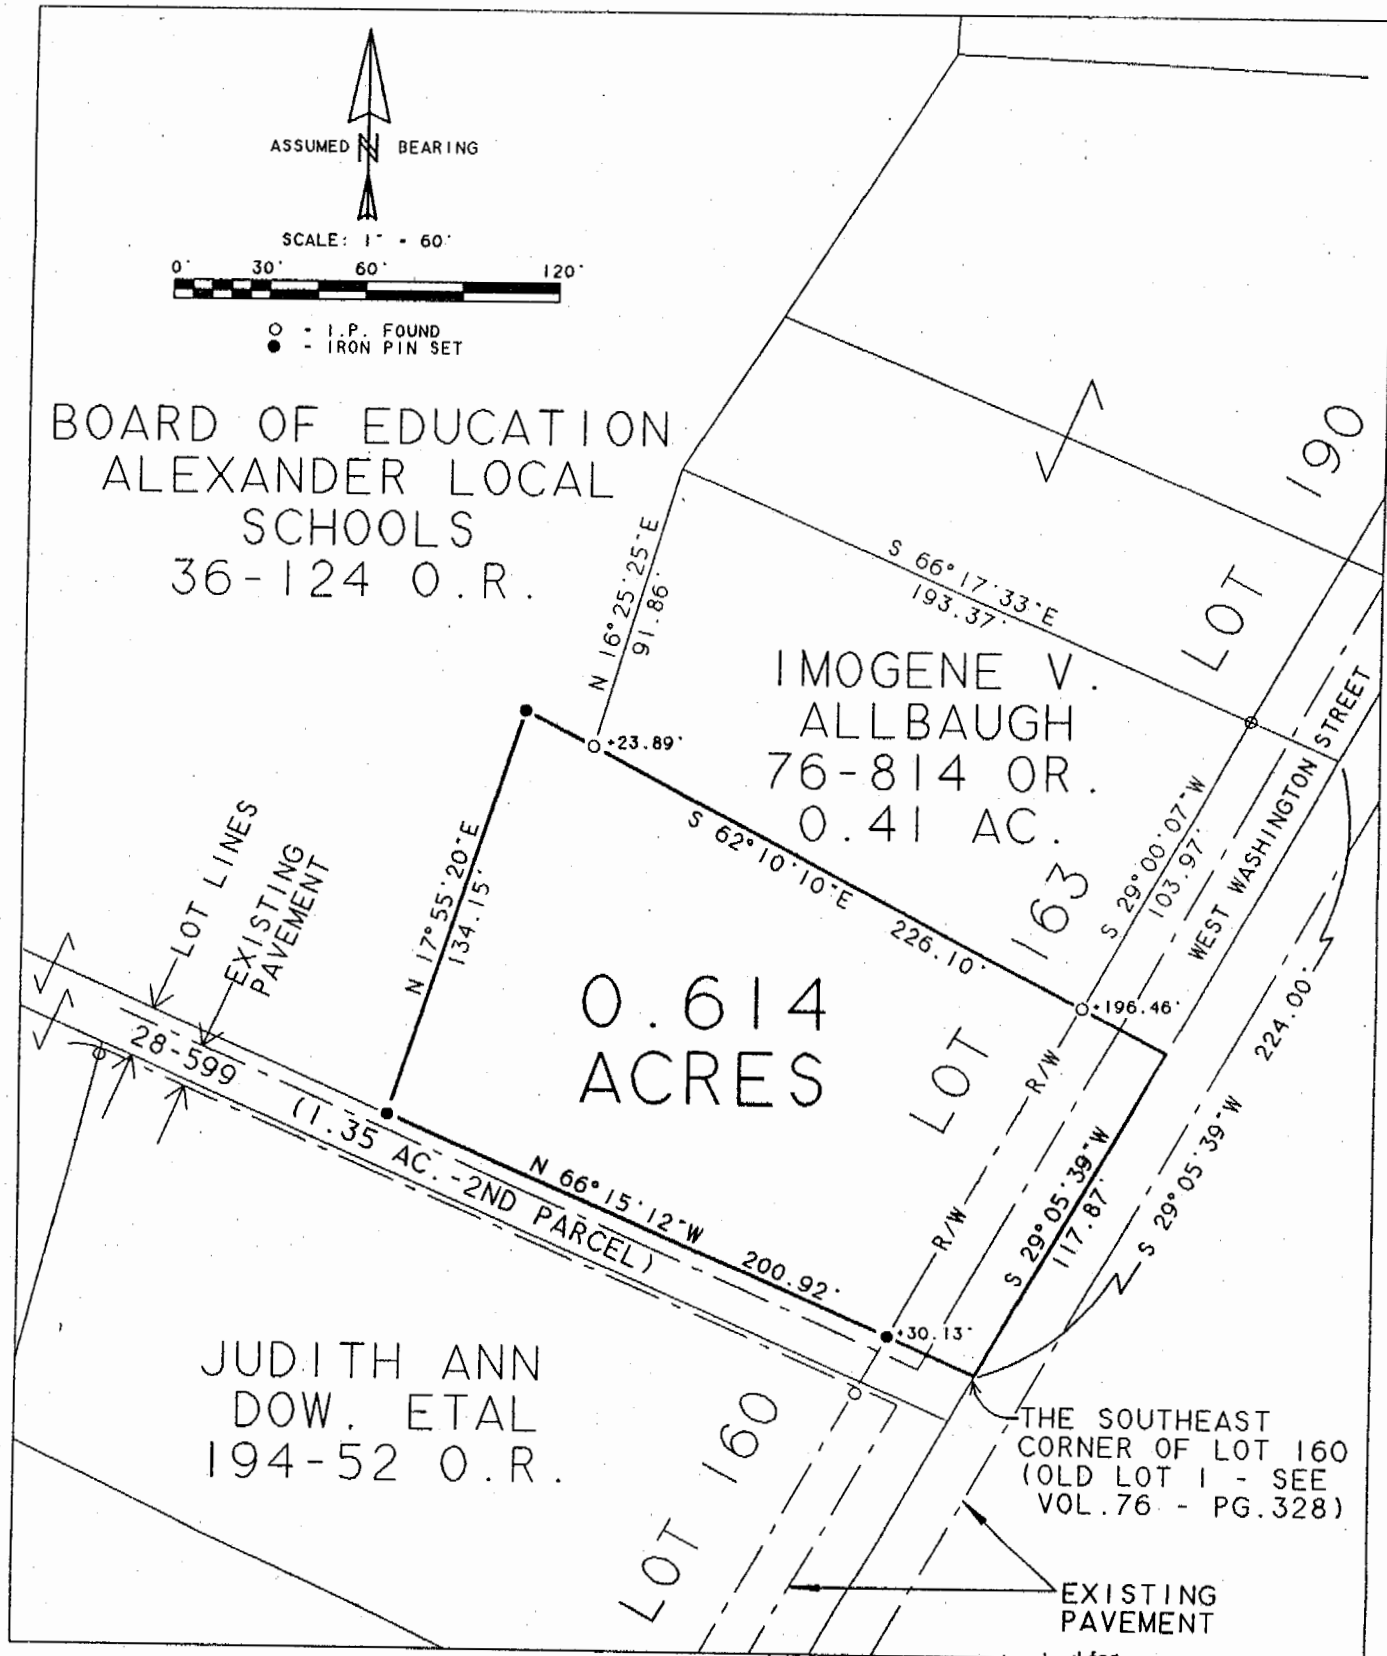 ASSUMED N BEARING
SCALE: 1" - 60'
0' 30' 60' 120'
○ - I.P. FOUND
● - IRON PIN SET
BOARD OF EDUCATION
ALEXANDER LOCAL
SCHOOLS
36-124 O.R.
N 16°25'25"E
91.86'
S 66°17'33"E
193.37'
LOT 190
IMOGENE V.
ALLBAUGH
76-814 OR.
0.41 AC.
+23.89'
S 62°10'10"E 226.10'
LOT 163
S 29°00'07"W
103.97'
WEST WASHINGTON STREET
+196.46'
LOT LINES
EXISTING
PAVEMENT
N 17°55'20"E
134.15'
0.614
ACRES
R/W
R/W
S 29°05'39"W 224.00'
S 29°05'39"W
117.87'
28-599
(1.35 AC.-2ND PARCEL)
N 66°15'12"W 200.92'
+30.13'
JUDITH ANN
DOW. ETAL
194-52 O.R.
LOT 160
THE SOUTHEAST
CORNER OF LOT 160
(OLD LOT 1 - SEE
VOL.76 - PG.328)
EXISTING
PAVEMENT